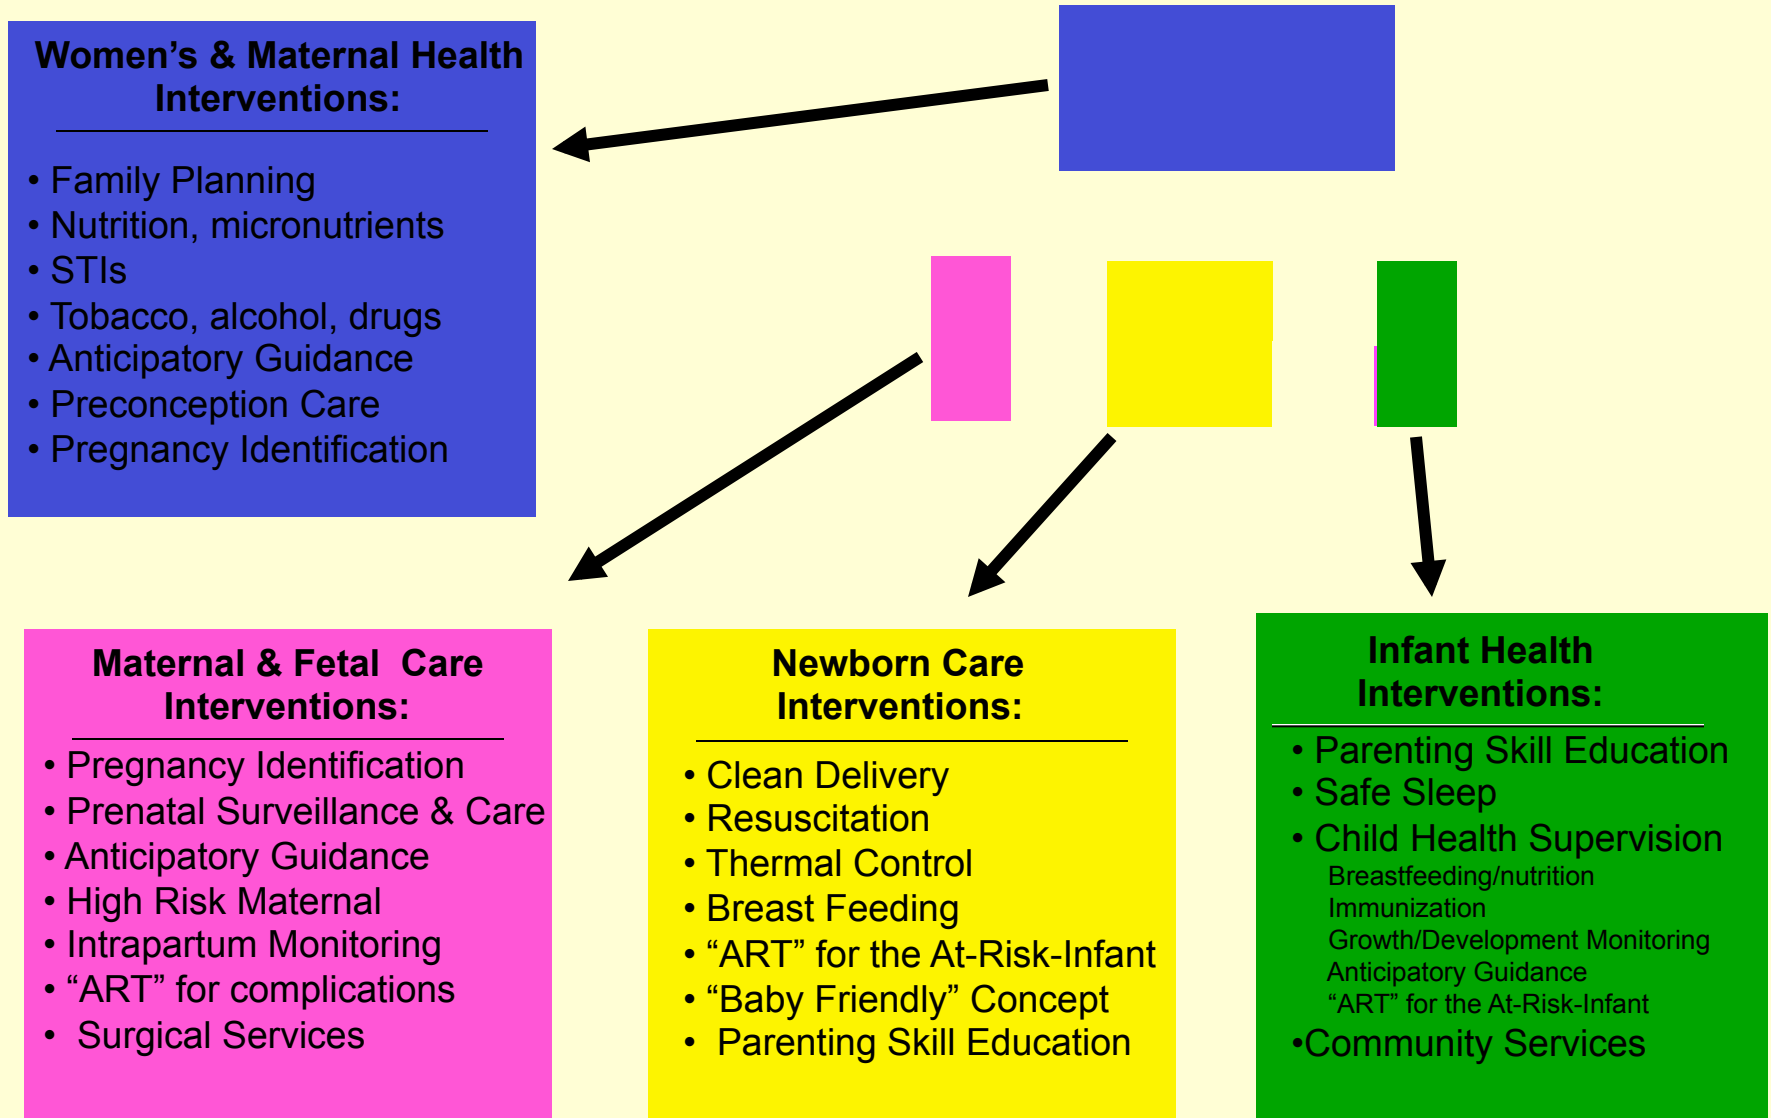 Women’s & Maternal Health
Interventions:
• Family Planning
• Nutrition, micronutrients
• STIs
• Tobacco, alcohol, drugs
• Anticipatory Guidance
• Preconception Care
• Pregnancy Identification
Maternal & Fetal Care
Interventions:
• Pregnancy Identification
• Prenatal Surveillance & Care
• Anticipatory Guidance
• High Risk Maternal
• Intrapartum Monitoring
• “ART” for complications
• Surgical Services
Newborn Care
Interventions:
• Clean Delivery
• Resuscitation
• Thermal Control
• Breast Feeding
• “ART” for the At-Risk-Infant
• “Baby Friendly” Concept
• Parenting Skill Education
Infant Health
Interventions:
• Parenting Skill Education
• Safe Sleep
• Child Health Supervision
Breastfeeding/nutrition
Immunization
Growth/Development Monitoring
Anticipatory Guidance
“ART” for the At-Risk-Infant
•Community Services